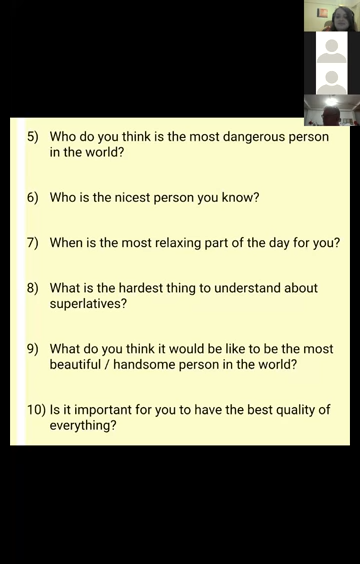 5) Who do you think is the most dangerous person
in the world?
6) Who is the nicest person you know?
7) When is the most relaxing part of the day for you?
8) What is the hardest thing to understand about
superlatives?
9) What do you think it would be like to be the most
beautiful / handsome person in the world?
10) Is it important for you to have the best quality of
everything?